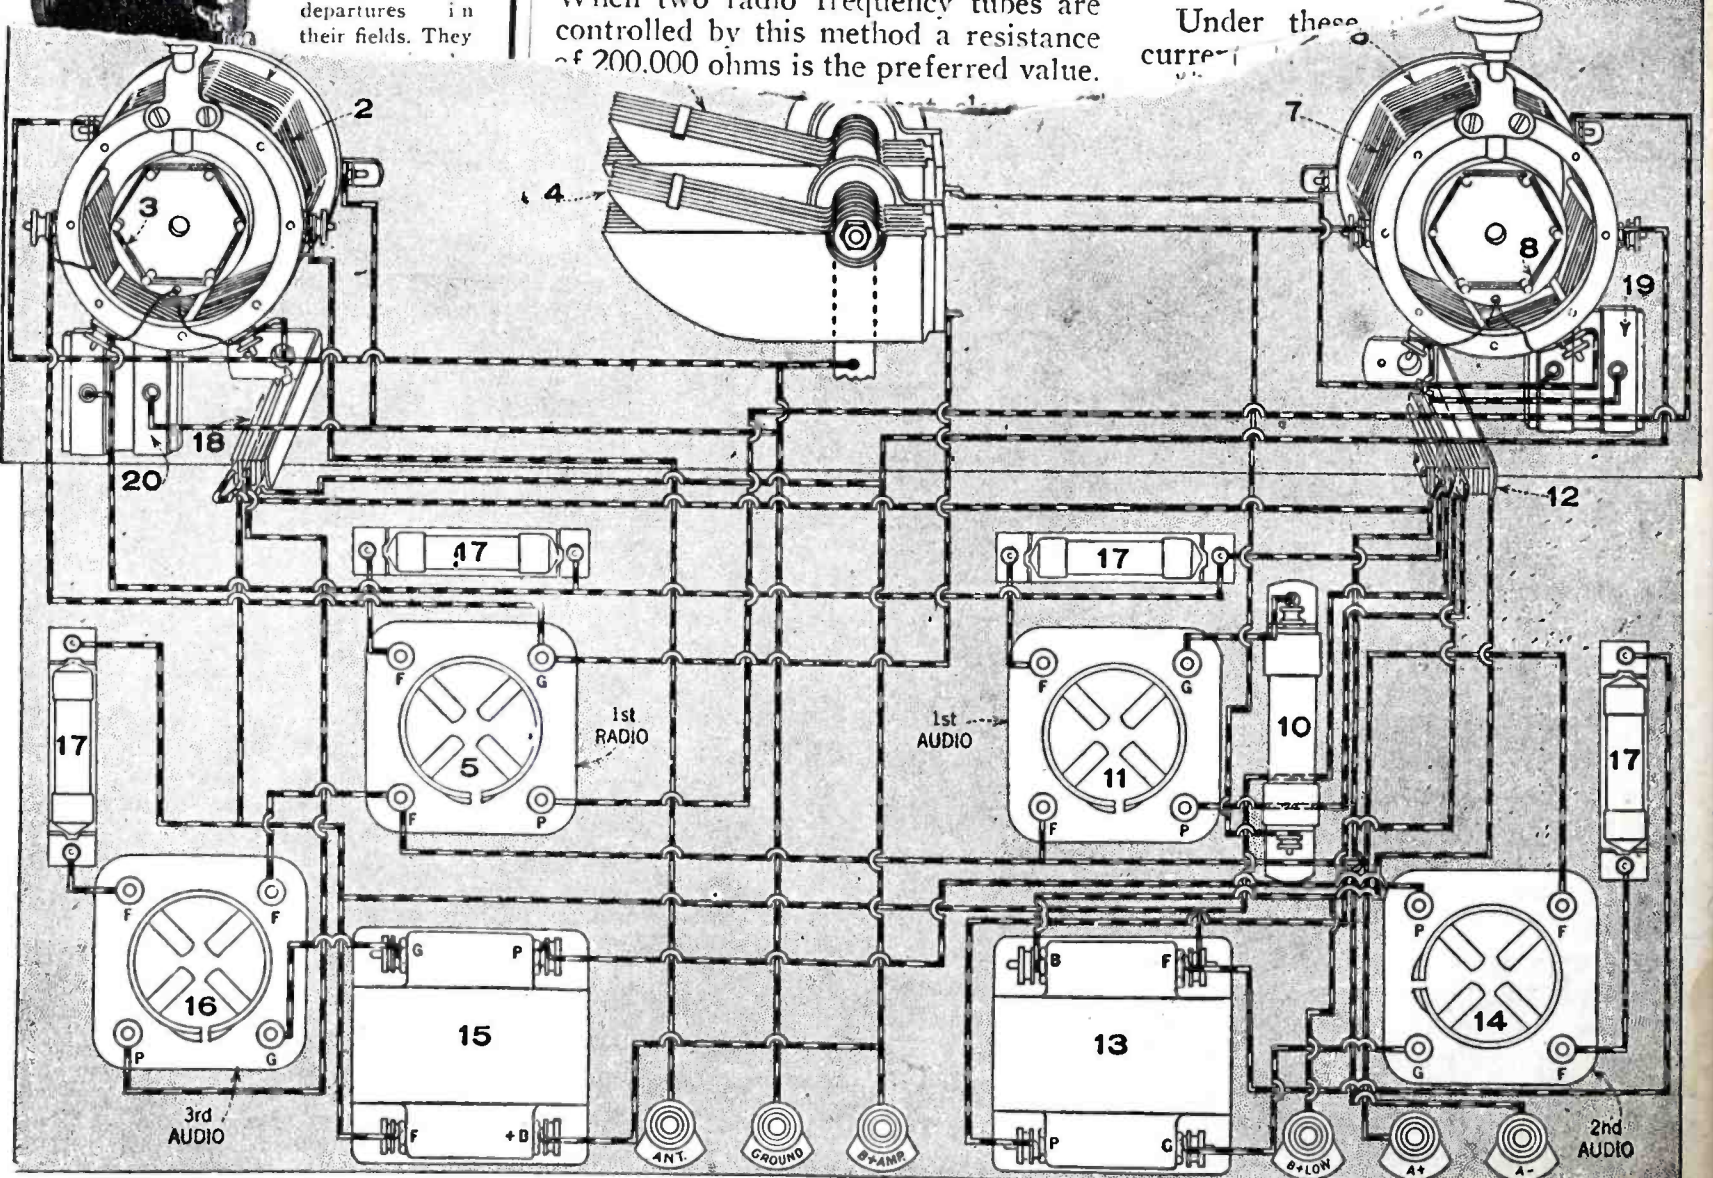 departures in
their fields. They
When two radio frequency tubes are
controlled by this method a resistance
of 200,000 ohms is the preferred value.
Under these
2
7
3
4
8
19
18
20
12
17
17
F
G
F
G
17
1st
RADIO
1st
AUDIO
10
17
5
11
F
P
F
P
F
F
P
F
G
P
B
F
16
15
13
14
P
G
G
F
3rd
AUDIO
F
+B
P
G
2nd
AUDIO
ANT.
GROUND
B+AMP.
B+LOW
A+
A-